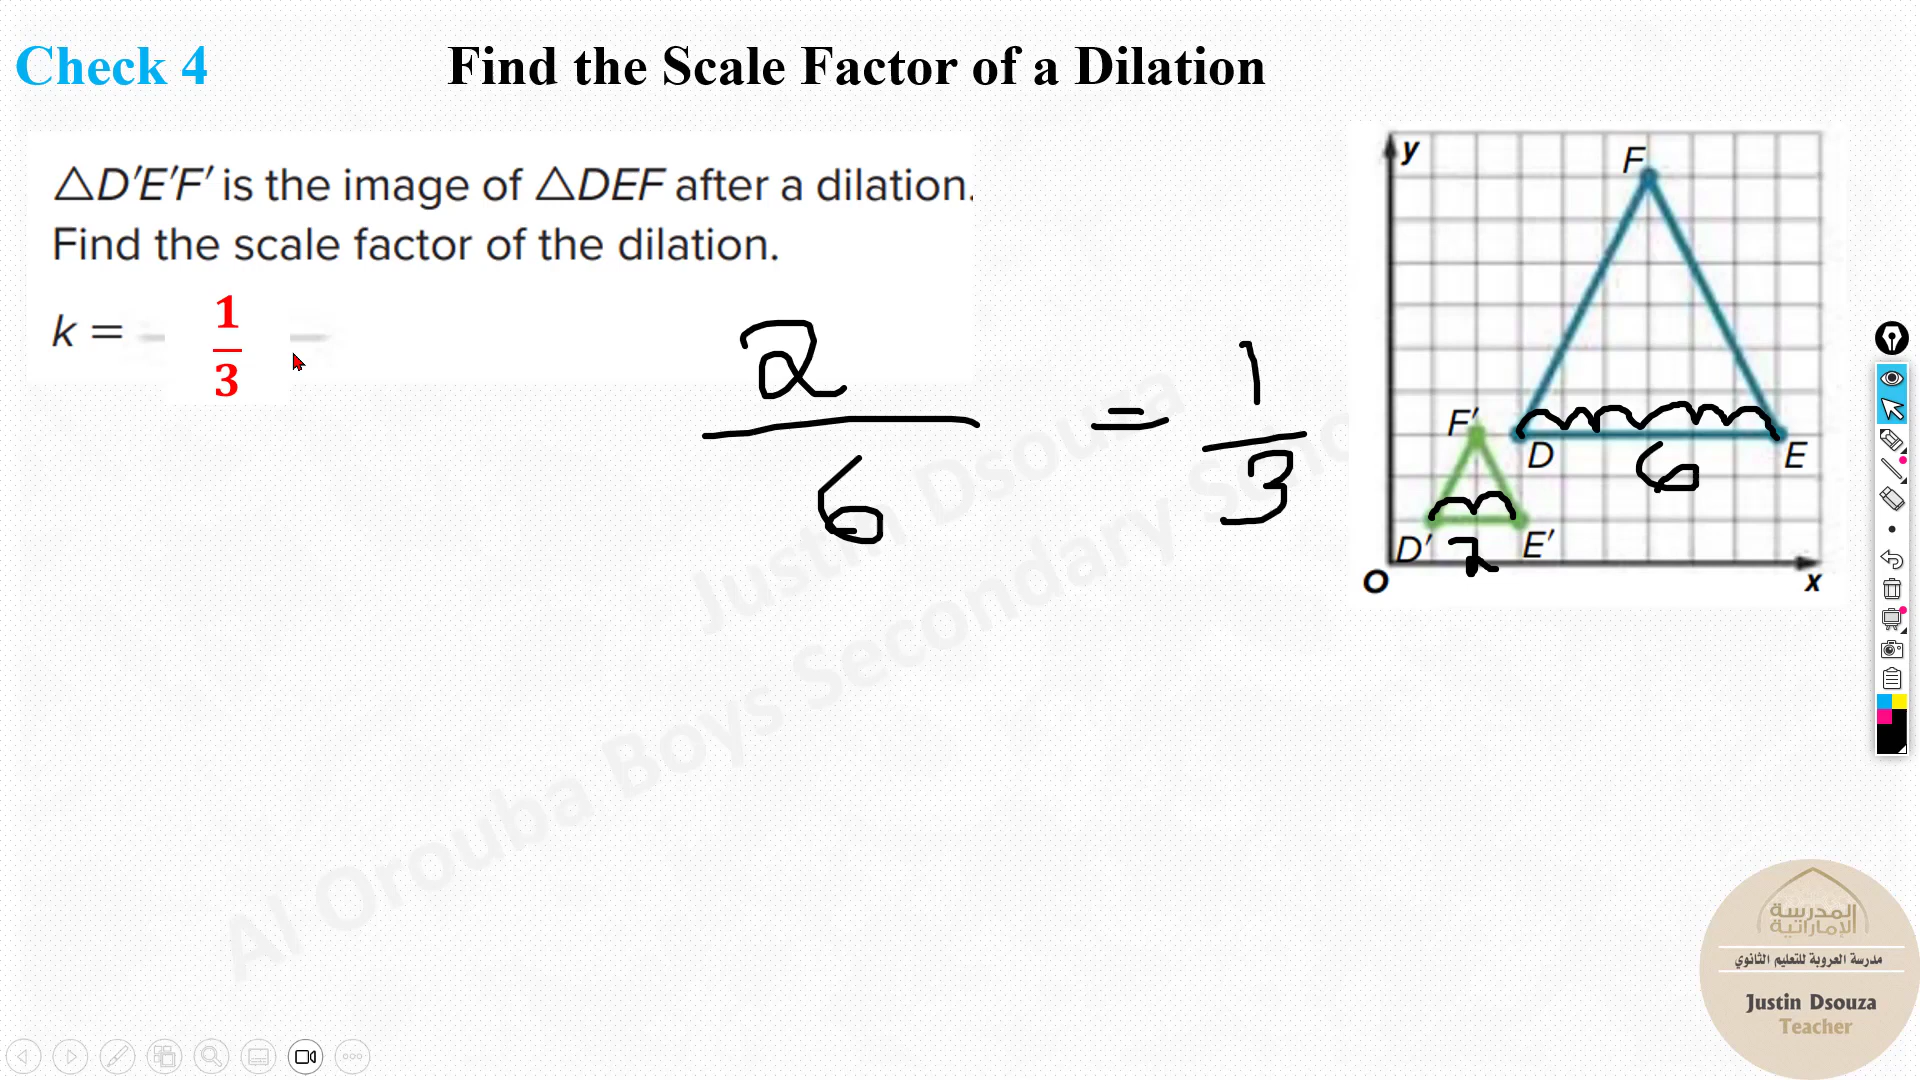 Check 4
Find the Scale Factor of a Dilation
△D′E′F′ is the image of △DEF after a dilation.
Find the scale factor of the dilation.
k = 1/3
2/6 = 1/3
y
F
F′
D
E
6
D′
2
E′
O
x
Justin Dsouza
Al Orouba Boys Secondary Scho
المدرسة
الإماراتية
مدرسة العروبة للتعليم الثانوي
Justin Dsouza
Teacher